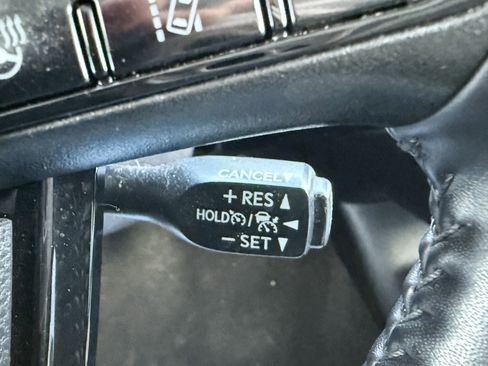 CANCEL▼
+ RES ▲
HOLD / ◀
− SET ▼